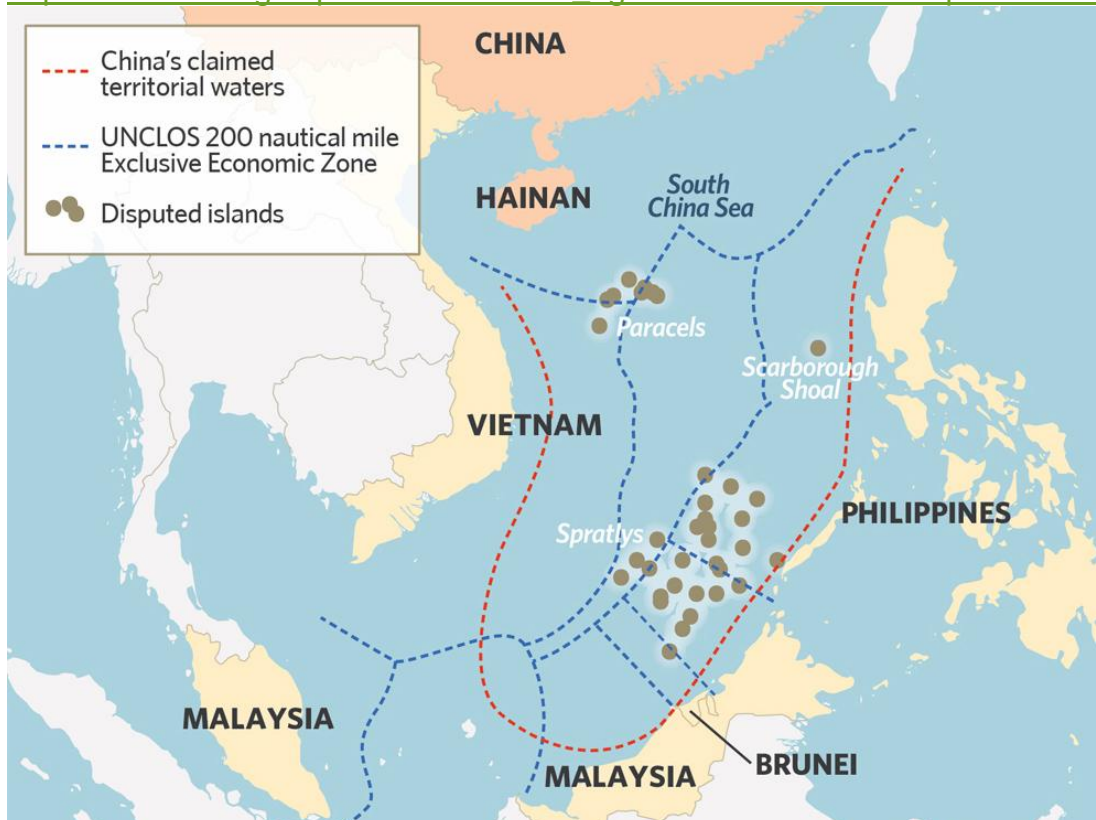 China's claimed
territorial waters
UNCLOS 200 nautical mile
Exclusive Economic Zone
Disputed islands
CHINA
HAINAN
South
China Sea
Paracels
Scarborough
Shoal
VIETNAM
Spratlys
PHILIPPINES
MALAYSIA
MALAYSIA
BRUNEI